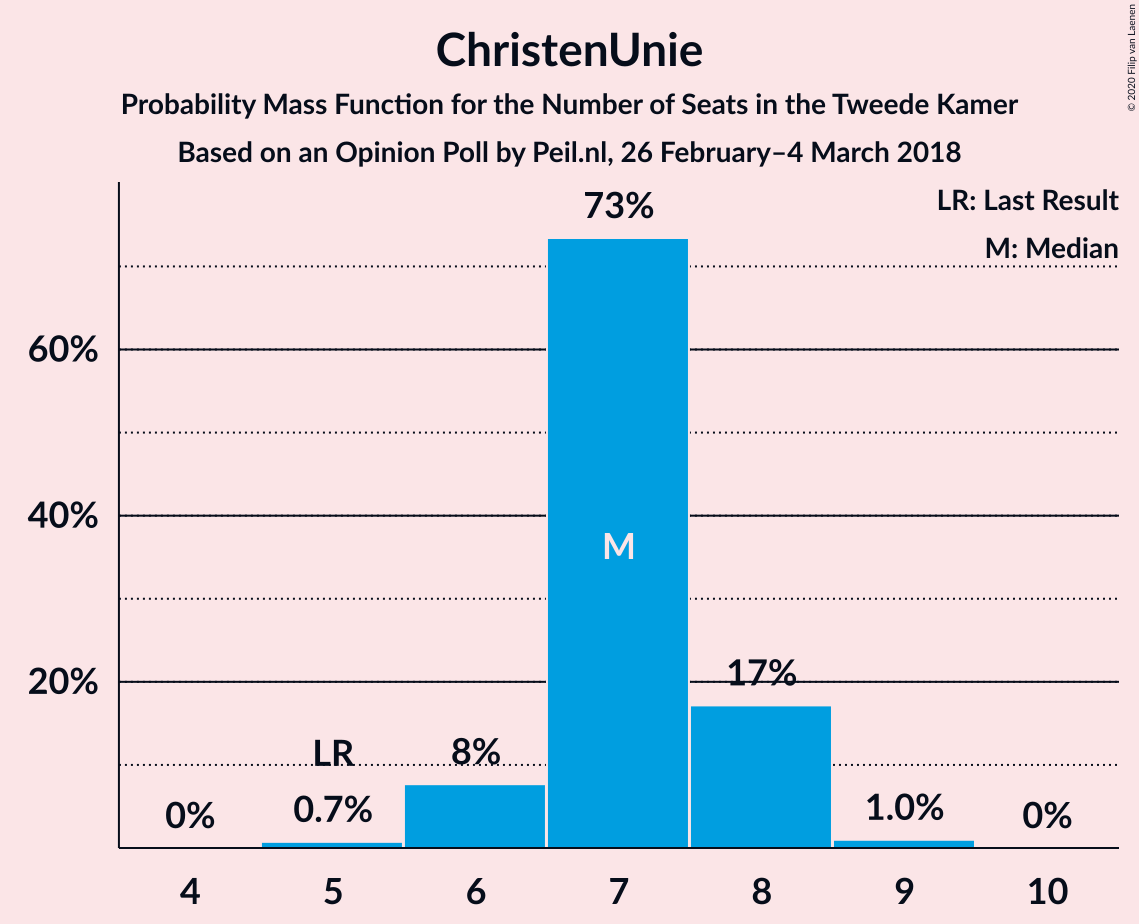 ChristenUnie
Probability Mass Function for the Number of Seats in the Tweede Kamer
Based on an Opinion Poll by Peil.nl, 26 February–4 March 2018
© 2020 Filip van Laenen
LR: Last Result
M: Median
73%
60%
40%
M
20%
17%
LR
8%
0%
0.7%
1.0%
0%
4
5
6
7
8
9
10